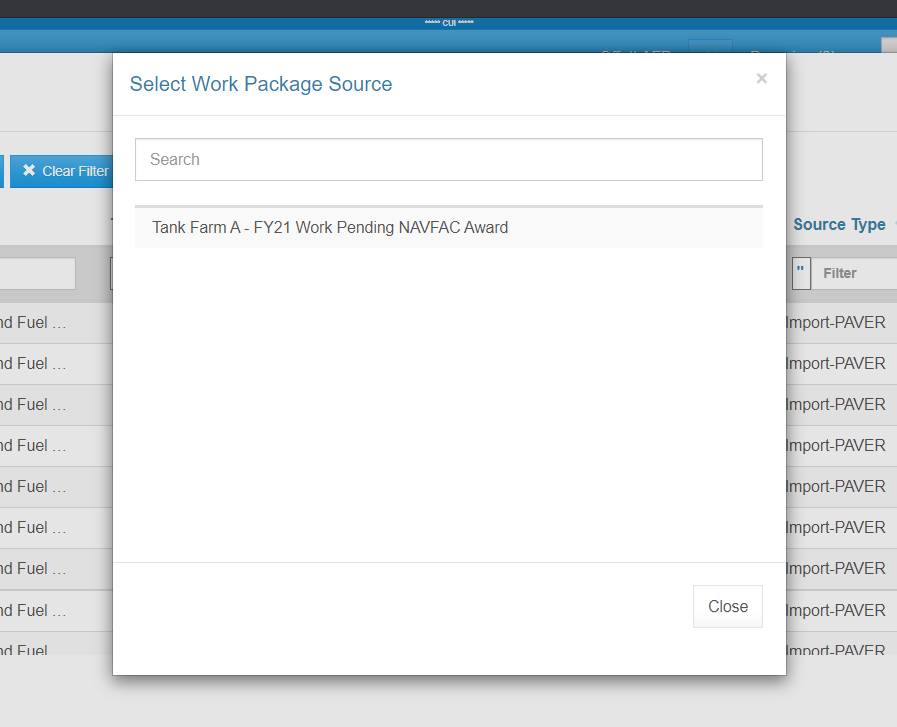 ***** CUI *****
Select Work Package Source
×
Search
Clear Filter
Tank Farm A - FY21 Work Pending NAVFAC Award
Source Type
" Filter
nd Fuel ... Import-PAVER
nd Fuel ... Import-PAVER
nd Fuel ... Import-PAVER
nd Fuel ... Import-PAVER
nd Fuel ... Import-PAVER
nd Fuel ... Import-PAVER
nd Fuel ... Import-PAVER
Close
nd Fuel ... Import-PAVER
nd Fuel Import-PAVER